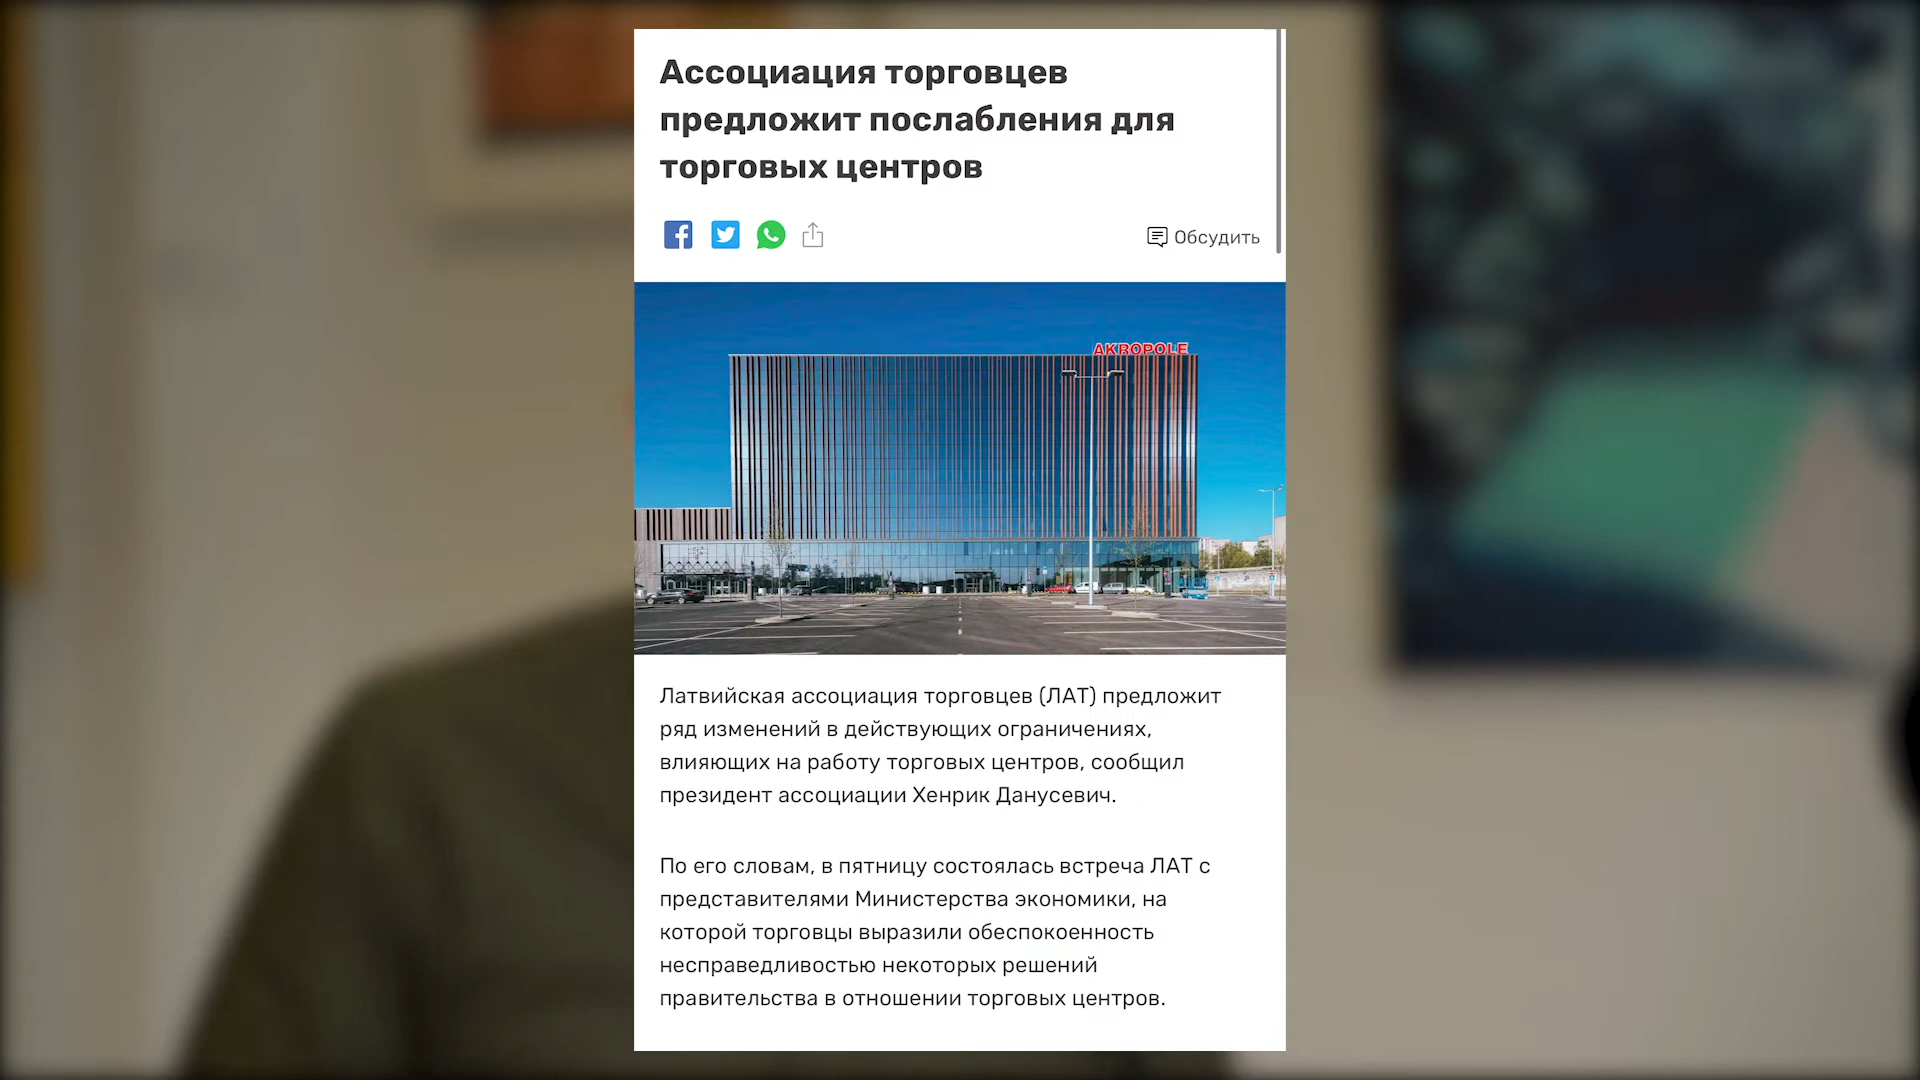 Ассоциация торговцев
предложит послабления для
торговых центров
Обсудить
AKROPOLE
Латвийская ассоциация торговцев (ЛАТ) предложит
ряд изменений в действующих ограничениях,
влияющих на работу торговых центров, сообщил
президент ассоциации Хенрик Данусевич.
По его словам, в пятницу состоялась встреча ЛАТ с
представителями Министерства экономики, на
которой торговцы выразили обеспокоенность
несправедливостью некоторых решений
правительства в отношении торговых центров.